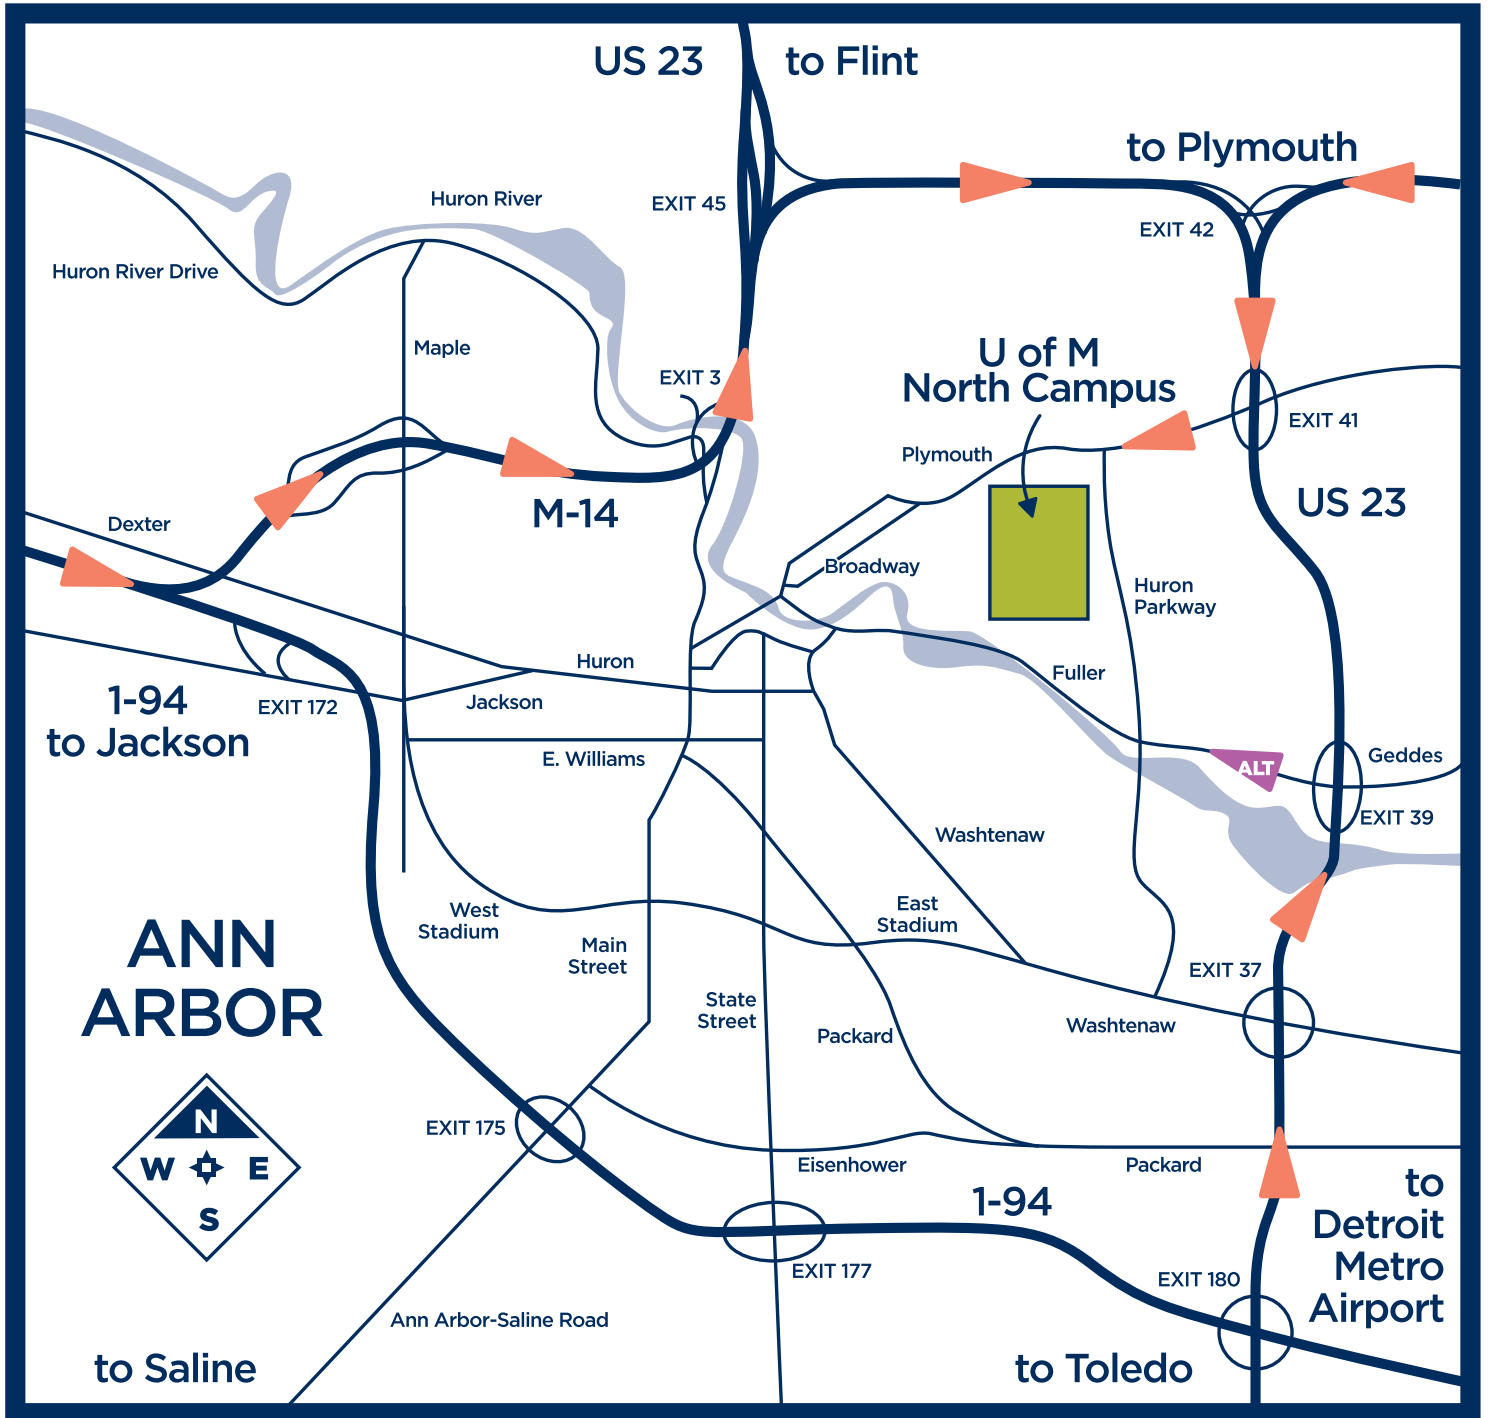 US 23
to Flint
to Plymouth
Huron River
EXIT 45
EXIT 42
Huron River Drive
Maple
U of M
North Campus
EXIT 3
EXIT 41
Plymouth
US 23
M-14
Dexter
Broadway
Huron
Parkway
Huron
Fuller
1-94
to Jackson
EXIT 172
Jackson
E. Williams
Geddes
ALT
EXIT 39
Washtenaw
West
Stadium
East
Stadium
Main
Street
ANN
ARBOR
EXIT 37
State
Street
Packard
Washtenaw
N
W
E
S
EXIT 175
Eisenhower
Packard
1-94
to
Detroit
Metro
Airport
EXIT 177
EXIT 180
Ann Arbor-Saline Road
to Saline
to Toledo